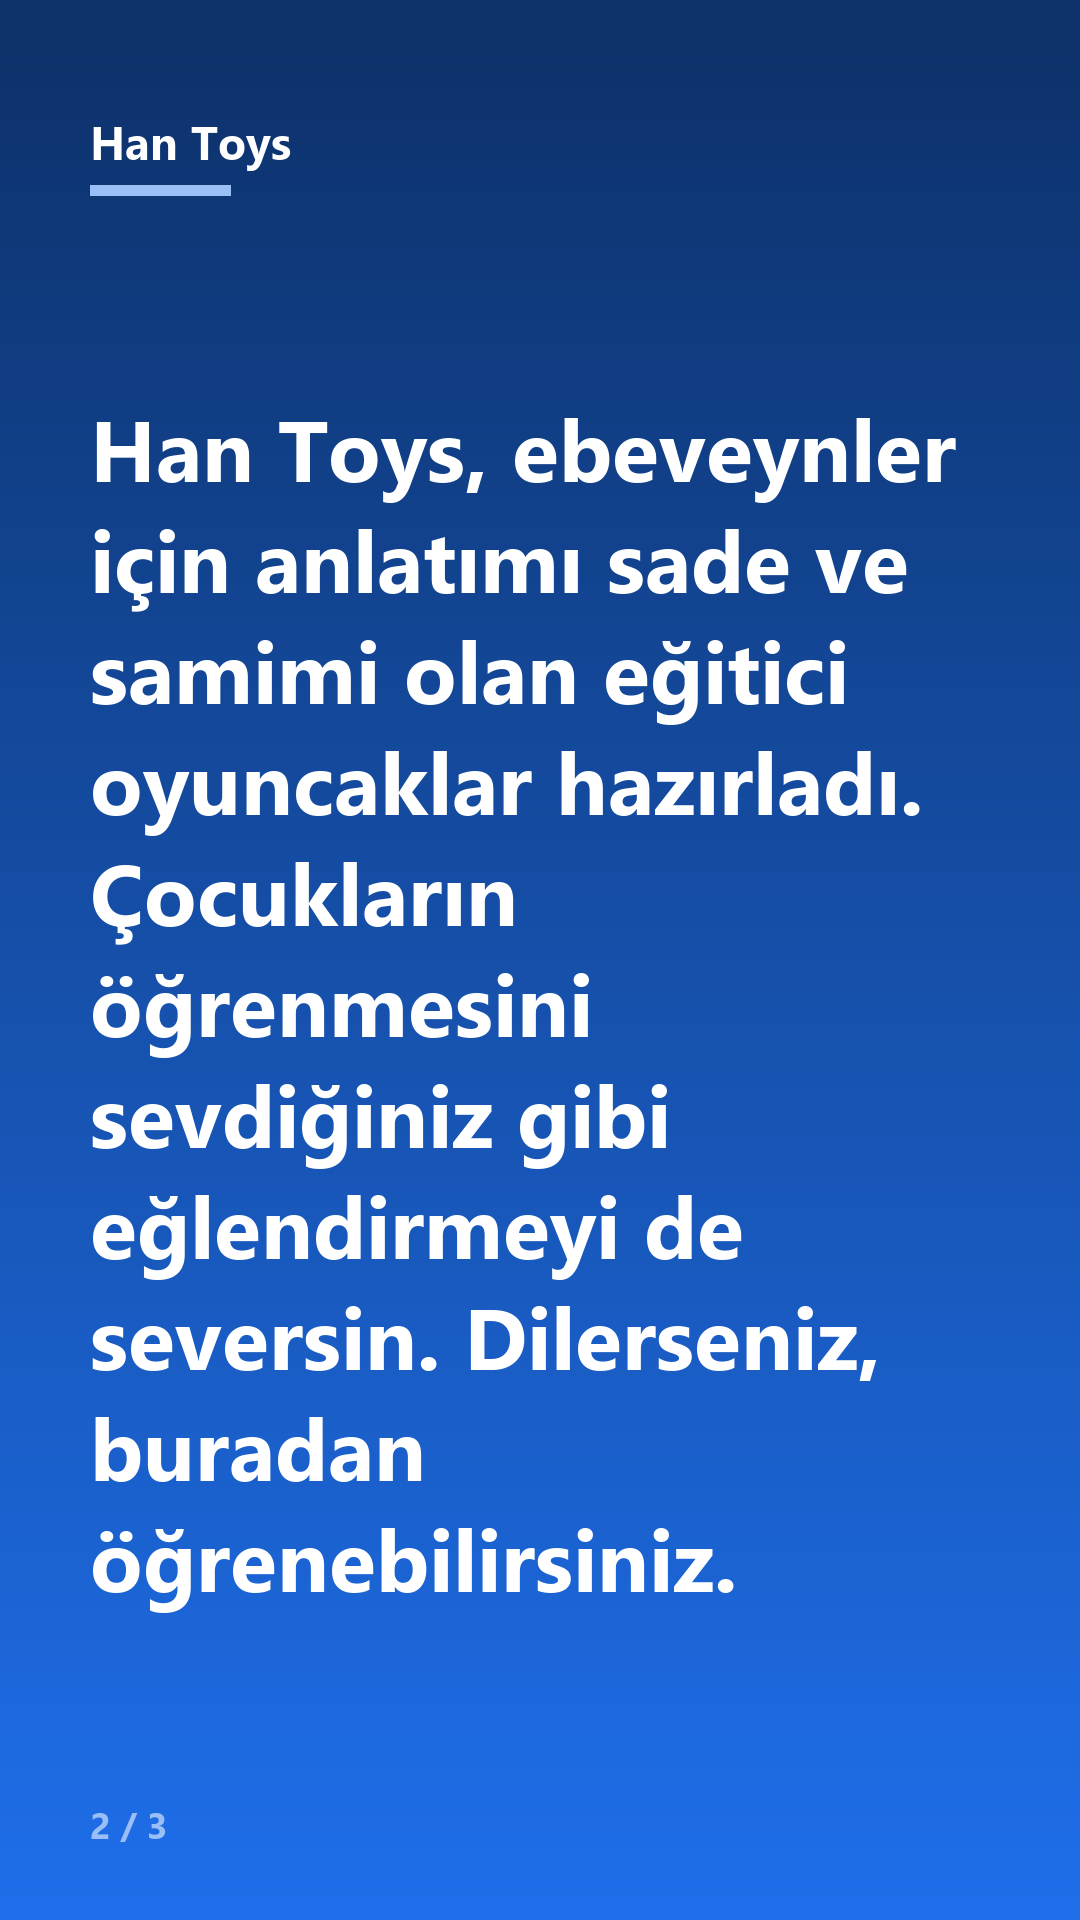 Han Toys
Han Toys, ebeveynler
için anlatımı sade ve
samimi olan eğitici
oyuncaklar hazırladı.
Çocukların
öğrenmesini
sevdiğiniz gibi
eğlendirmeyi de
seversin. Dilerseniz,
buradan
öğrenebilirsiniz.
2 / 3